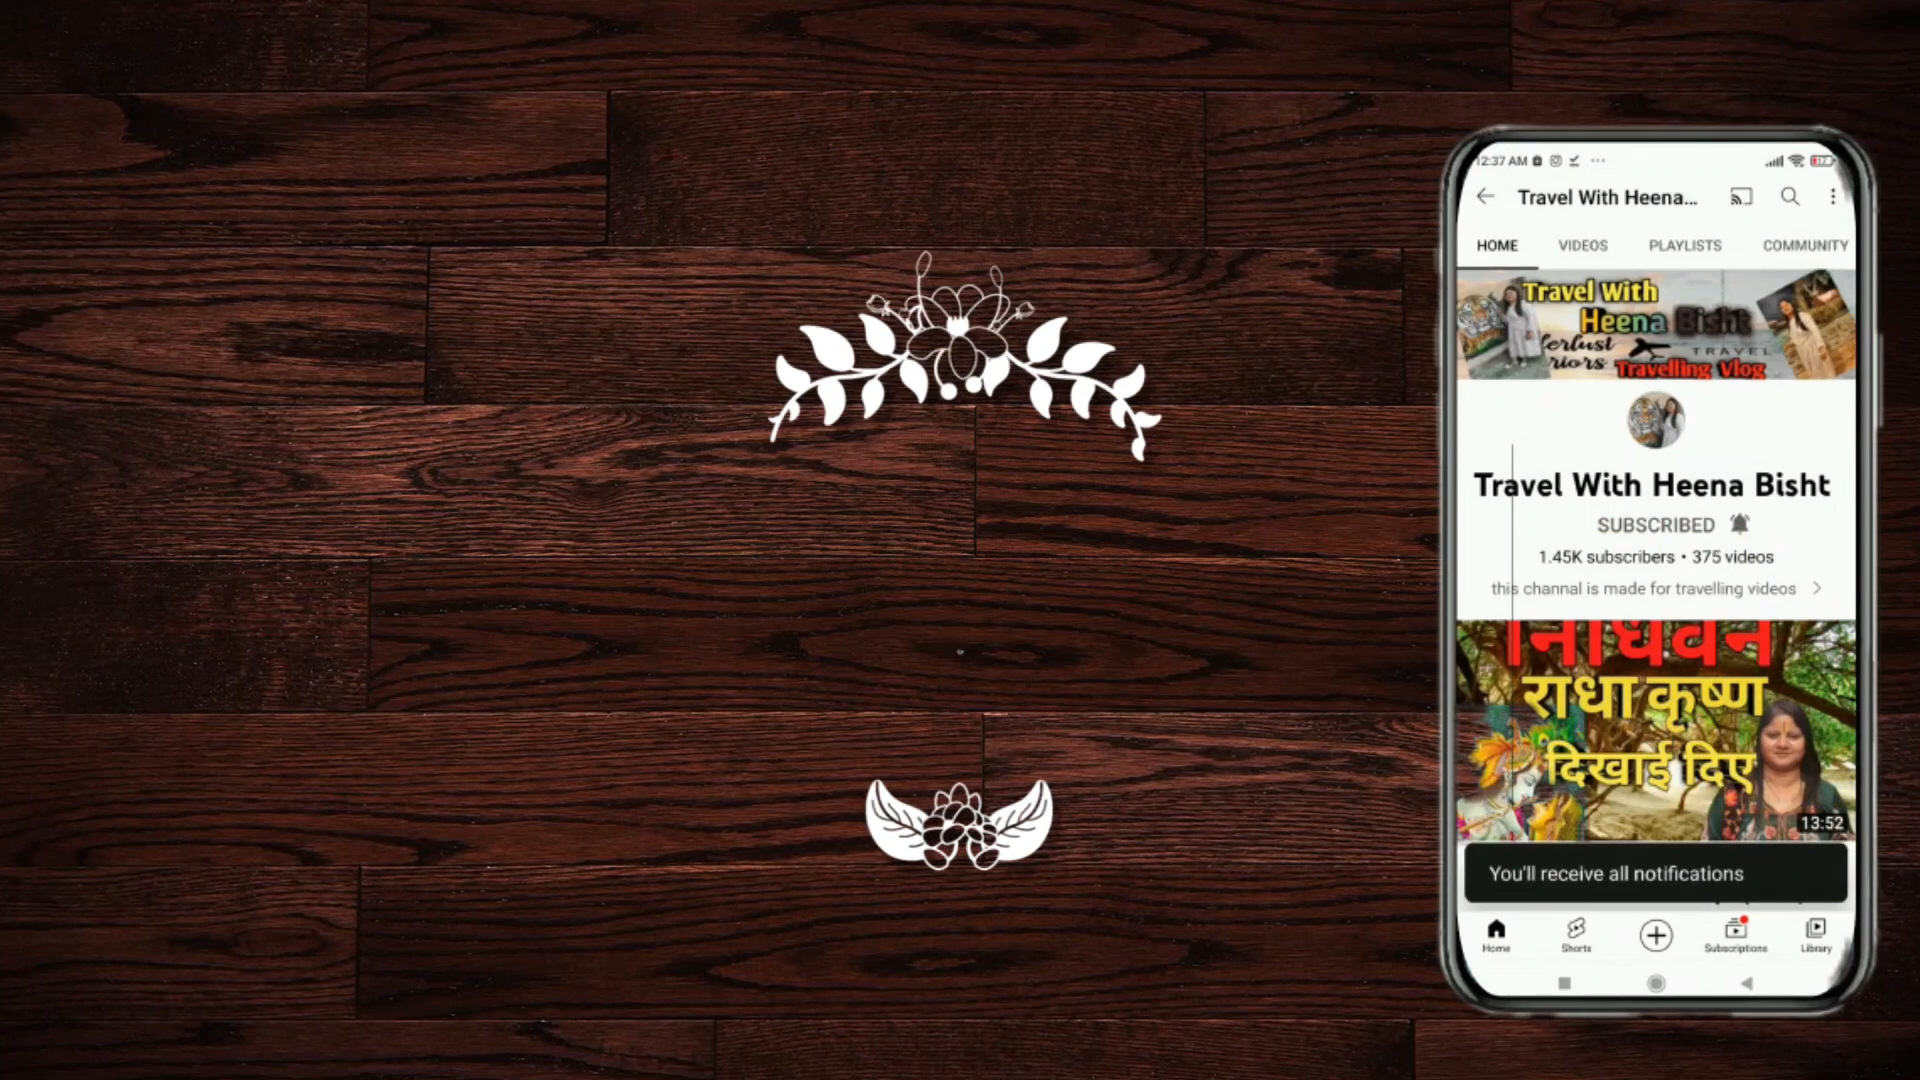 12:37 AM
17
Travel With Heena...
HOME VIDEOS PLAYLISTS COMMUNITY
Travel With
Heena Bisht
TRAVEL
Travelling Vlog
Travel With Heena Bisht
SUBSCRIBED
1.45K subscribers • 375 videos
this channel is made for travelling videos
निधिवन
राधा कृष्ण
दिखाई दिए
13:52
You'll receive all notifications
Home Shorts Subscriptions Library